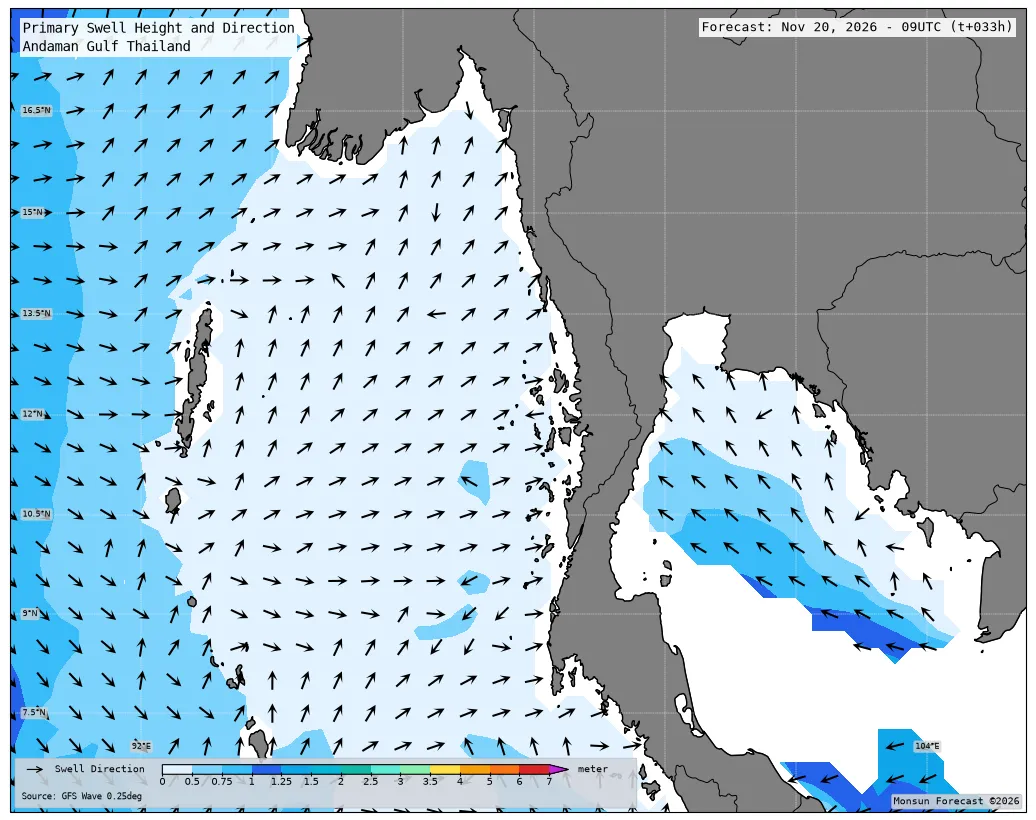 Primary Swell Height and Direction
Andaman Gulf Thailand
Forecast: Nov 20, 2026 - 09UTC (t+033h)
16.5°N
15°N
13.5°N
12°N
10.5°N
9°N
7.5°N
92°E
104°E
Swell Direction
0 0.5 0.75 1 1.25 1.5 2 2.5 3 3.5 4 5 6
meter
Source: GFS Wave 0.25deg
Monsun Forecast ©2026